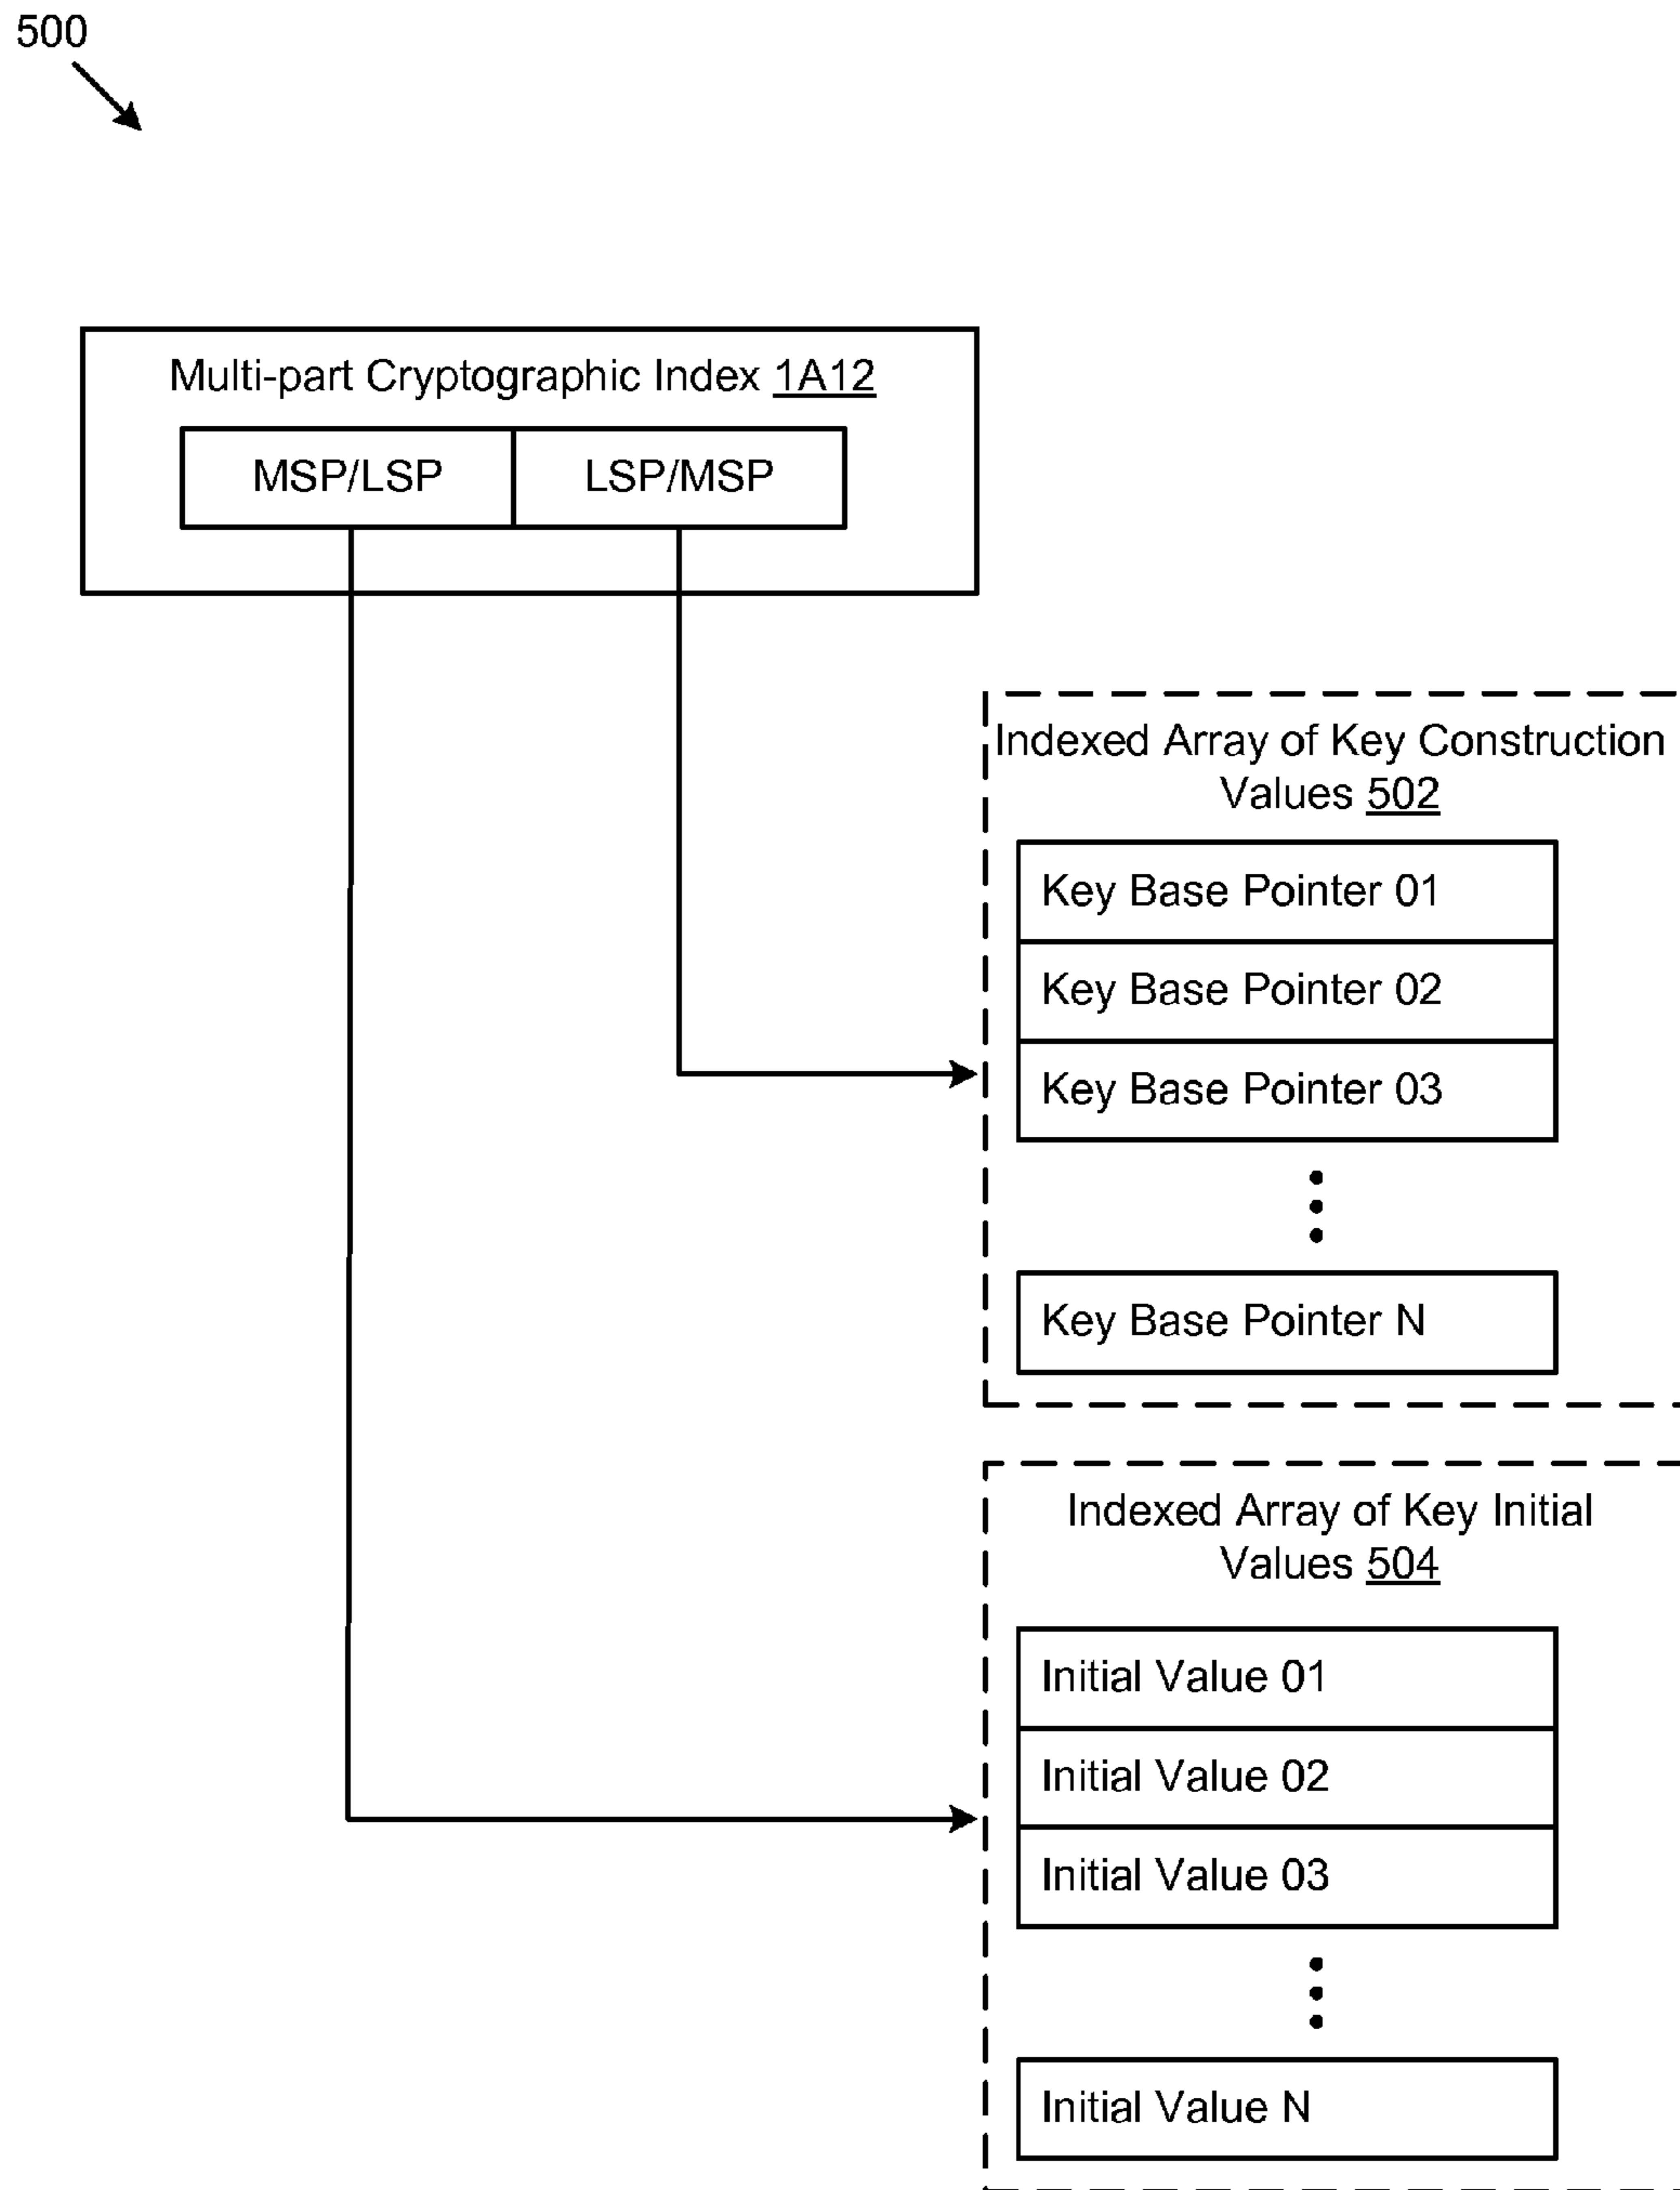 500
Multi-part Cryptographic Index 1A12
MSP/LSP
LSP/MSP
Indexed Array of Key Construction
Values 502
Key Base Pointer 01
Key Base Pointer 02
Key Base Pointer 03
Key Base Pointer N
Indexed Array of Key Initial
Values 504
Initial Value 01
Initial Value 02
Initial Value 03
Initial Value N